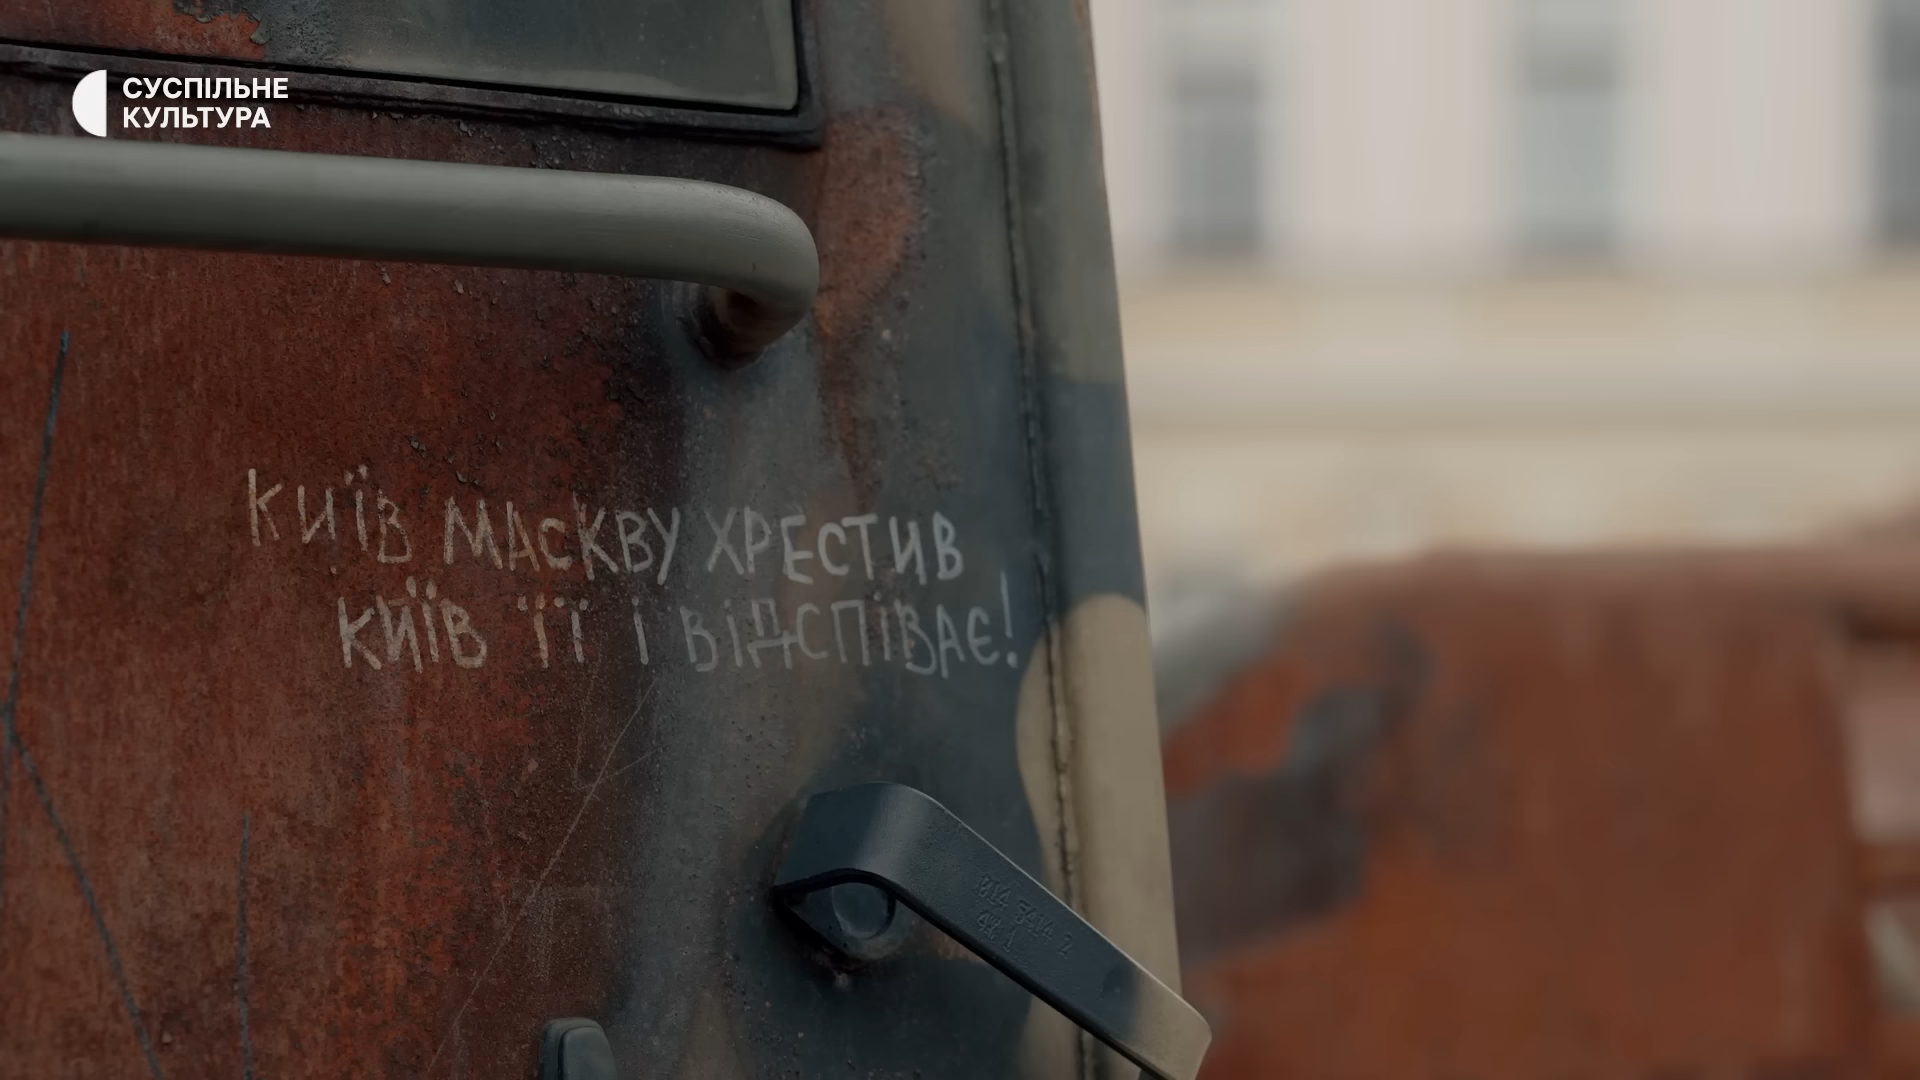 СУСПІЛЬНЕ
КУЛЬТУРА
КИЇВ МАСКВУ ХРЕСТИВ
КИЇВ ЇЇ І ВІДСПІВАЄ!